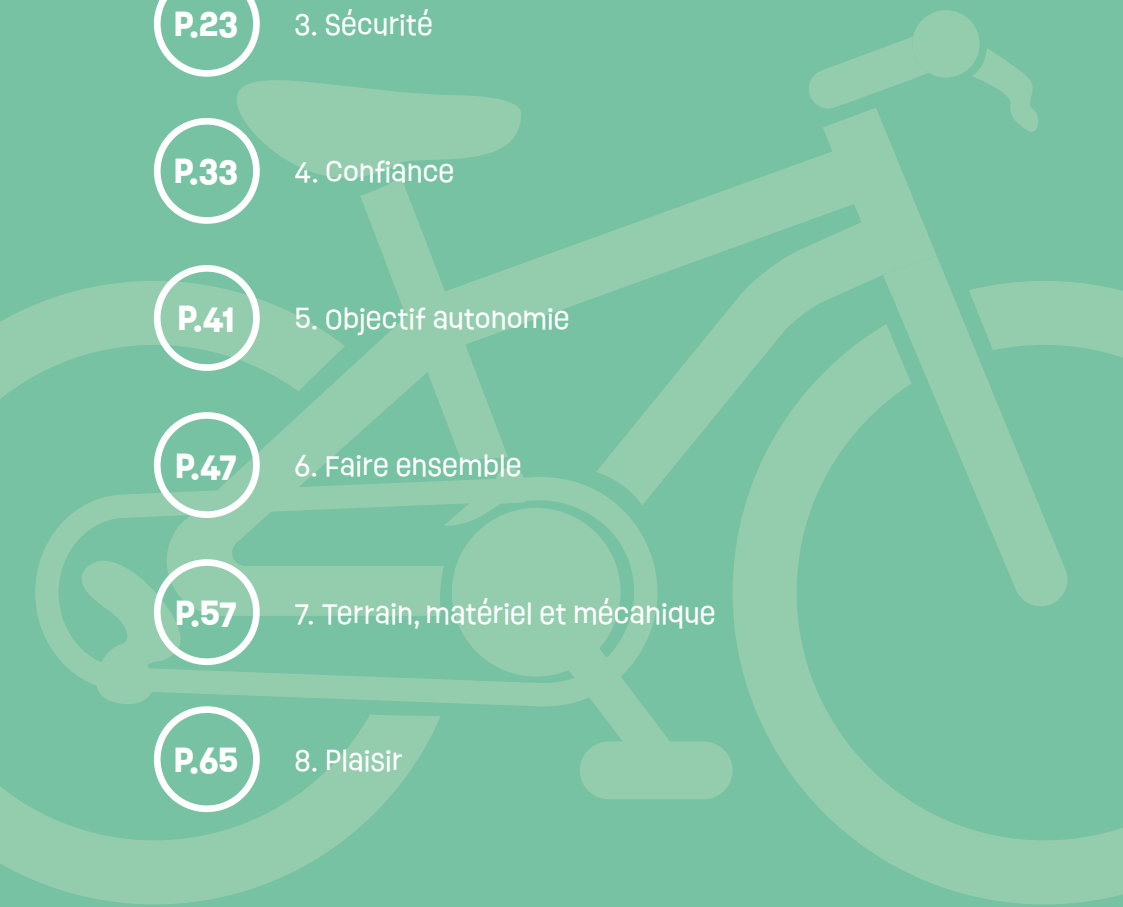 P.23 3. Sécurité
P.33 4. Confiance
P.41 5. Objectif autonomie
P.47 6. Faire ensemble
P.57 7. Terrain, matériel et mécanique
P.65 8. Plaisir